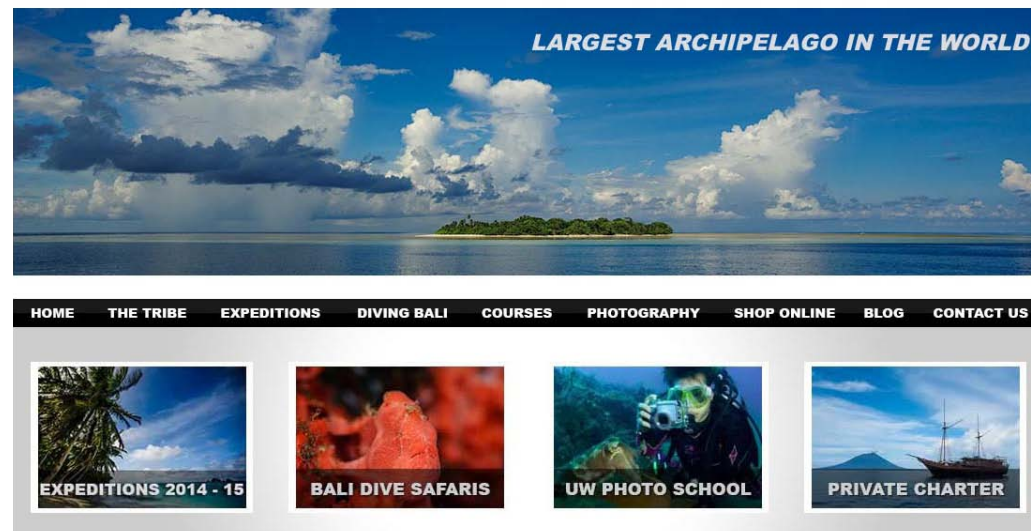 LARGEST ARCHIPELAGO IN THE WORLD
HOME THE TRIBE EXPEDITIONS DIVING BALI COURSES PHOTOGRAPHY SHOP ONLINE BLOG CONTACT US
EXPEDITIONS 2014 - 15
BALI DIVE SAFARIS
UW PHOTO SCHOOL
PRIVATE CHARTER